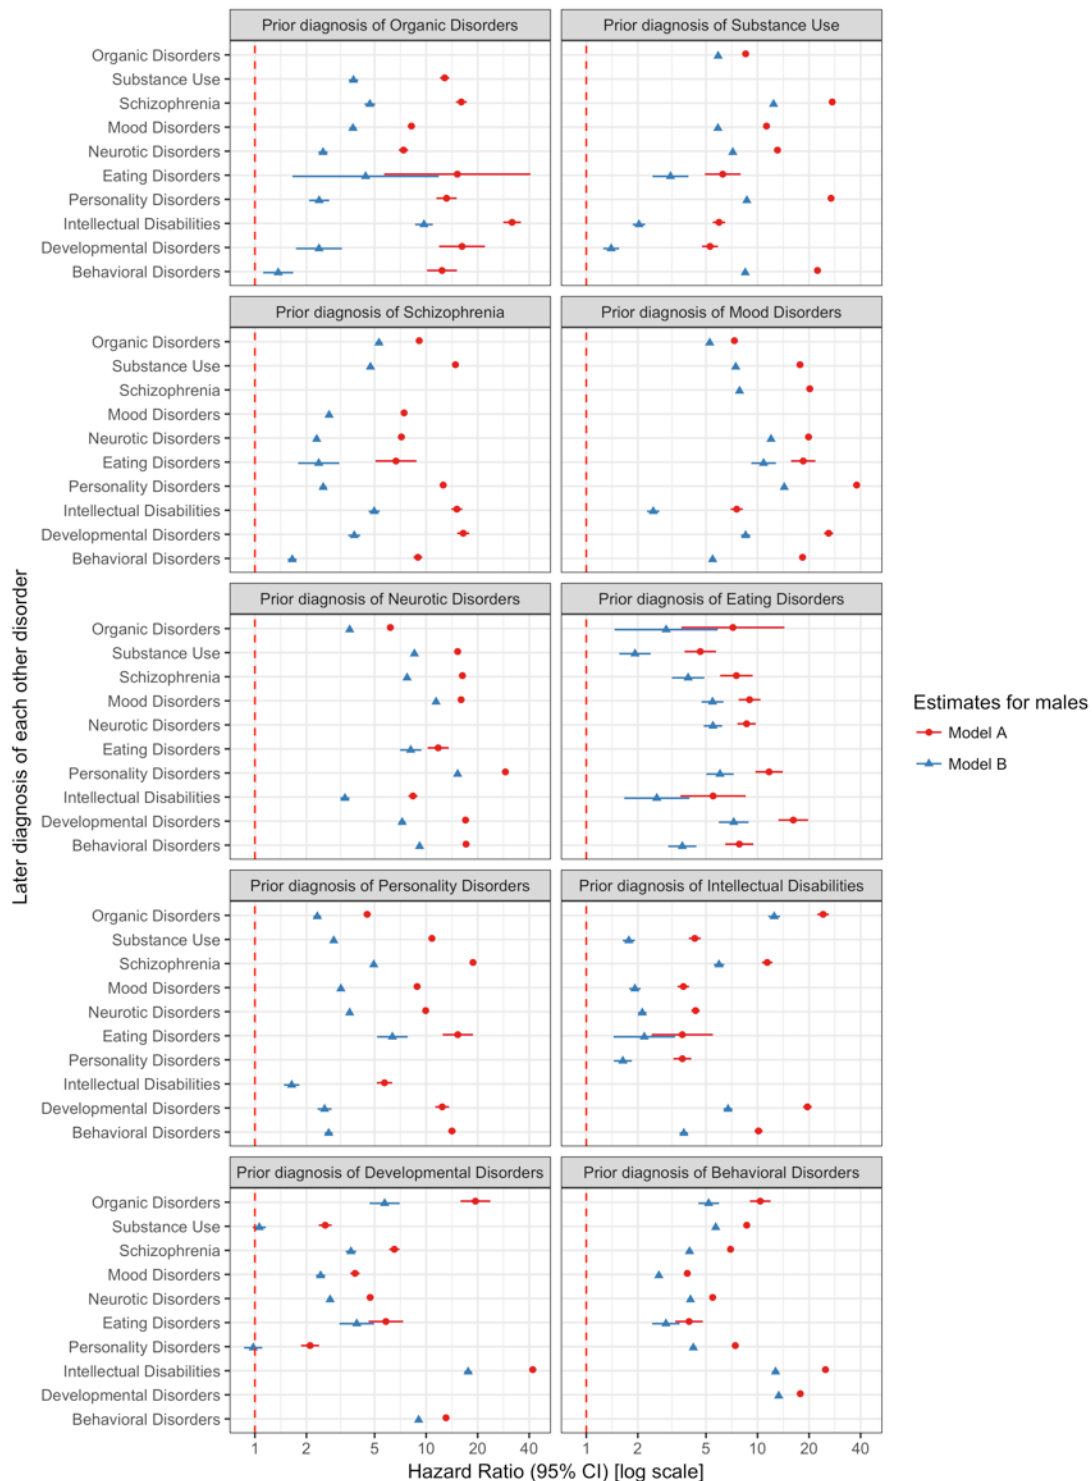 Prior diagnosis of Organic Disorders
Prior diagnosis of Substance Use
Organic Disorders
Substance Use
Schizophrenia
Mood Disorders
Neurotic Disorders
Eating Disorders
Personality Disorders
Intellectual Disabilities
Developmental Disorders
Behavioral Disorders
Prior diagnosis of Schizophrenia
Prior diagnosis of Mood Disorders
Organic Disorders
Substance Use
Schizophrenia
Mood Disorders
Neurotic Disorders
Eating Disorders
Personality Disorders
Intellectual Disabilities
Developmental Disorders
Behavioral Disorders
Prior diagnosis of Neurotic Disorders
Prior diagnosis of Eating Disorders
Organic Disorders
Substance Use
Schizophrenia
Mood Disorders
Neurotic Disorders
Eating Disorders
Personality Disorders
Intellectual Disabilities
Developmental Disorders
Behavioral Disorders
Prior diagnosis of Personality Disorders
Prior diagnosis of Intellectual Disabilities
Organic Disorders
Substance Use
Schizophrenia
Mood Disorders
Neurotic Disorders
Eating Disorders
Personality Disorders
Intellectual Disabilities
Developmental Disorders
Behavioral Disorders
Prior diagnosis of Developmental Disorders
Prior diagnosis of Behavioral Disorders
Organic Disorders
Substance Use
Schizophrenia
Mood Disorders
Neurotic Disorders
Eating Disorders
Personality Disorders
Intellectual Disabilities
Developmental Disorders
Behavioral Disorders
1 2 5 10 20 40
1 2 5 10 20 40
Hazard Ratio (95% CI) [log scale]
Later diagnosis of each other disorder
Estimates for males
Model A
Model B